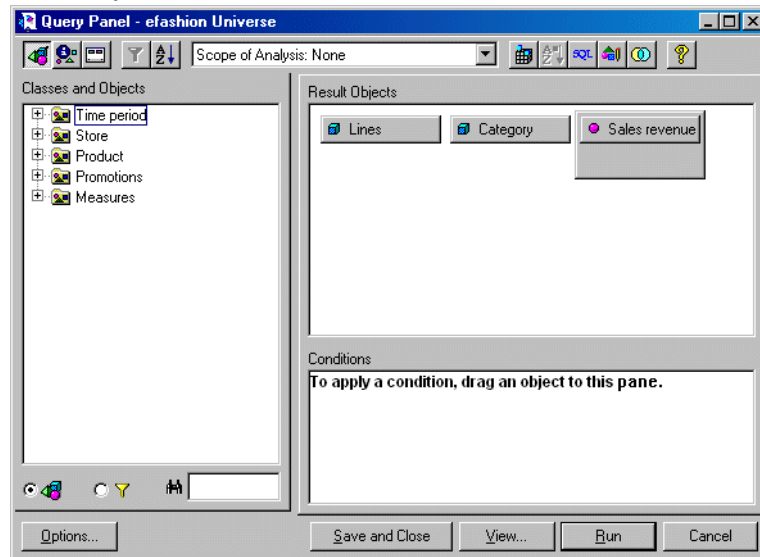 Query Panel - efashion Universe
Scope of Analysis: None
SQL
Classes and Objects
Time period
Store
Product
Promotions
Measures
Result Objects
Lines
Category
Sales revenue
Conditions
To apply a condition, drag an object to this pane.
Options...
Save and Close
View...
Run
Cancel